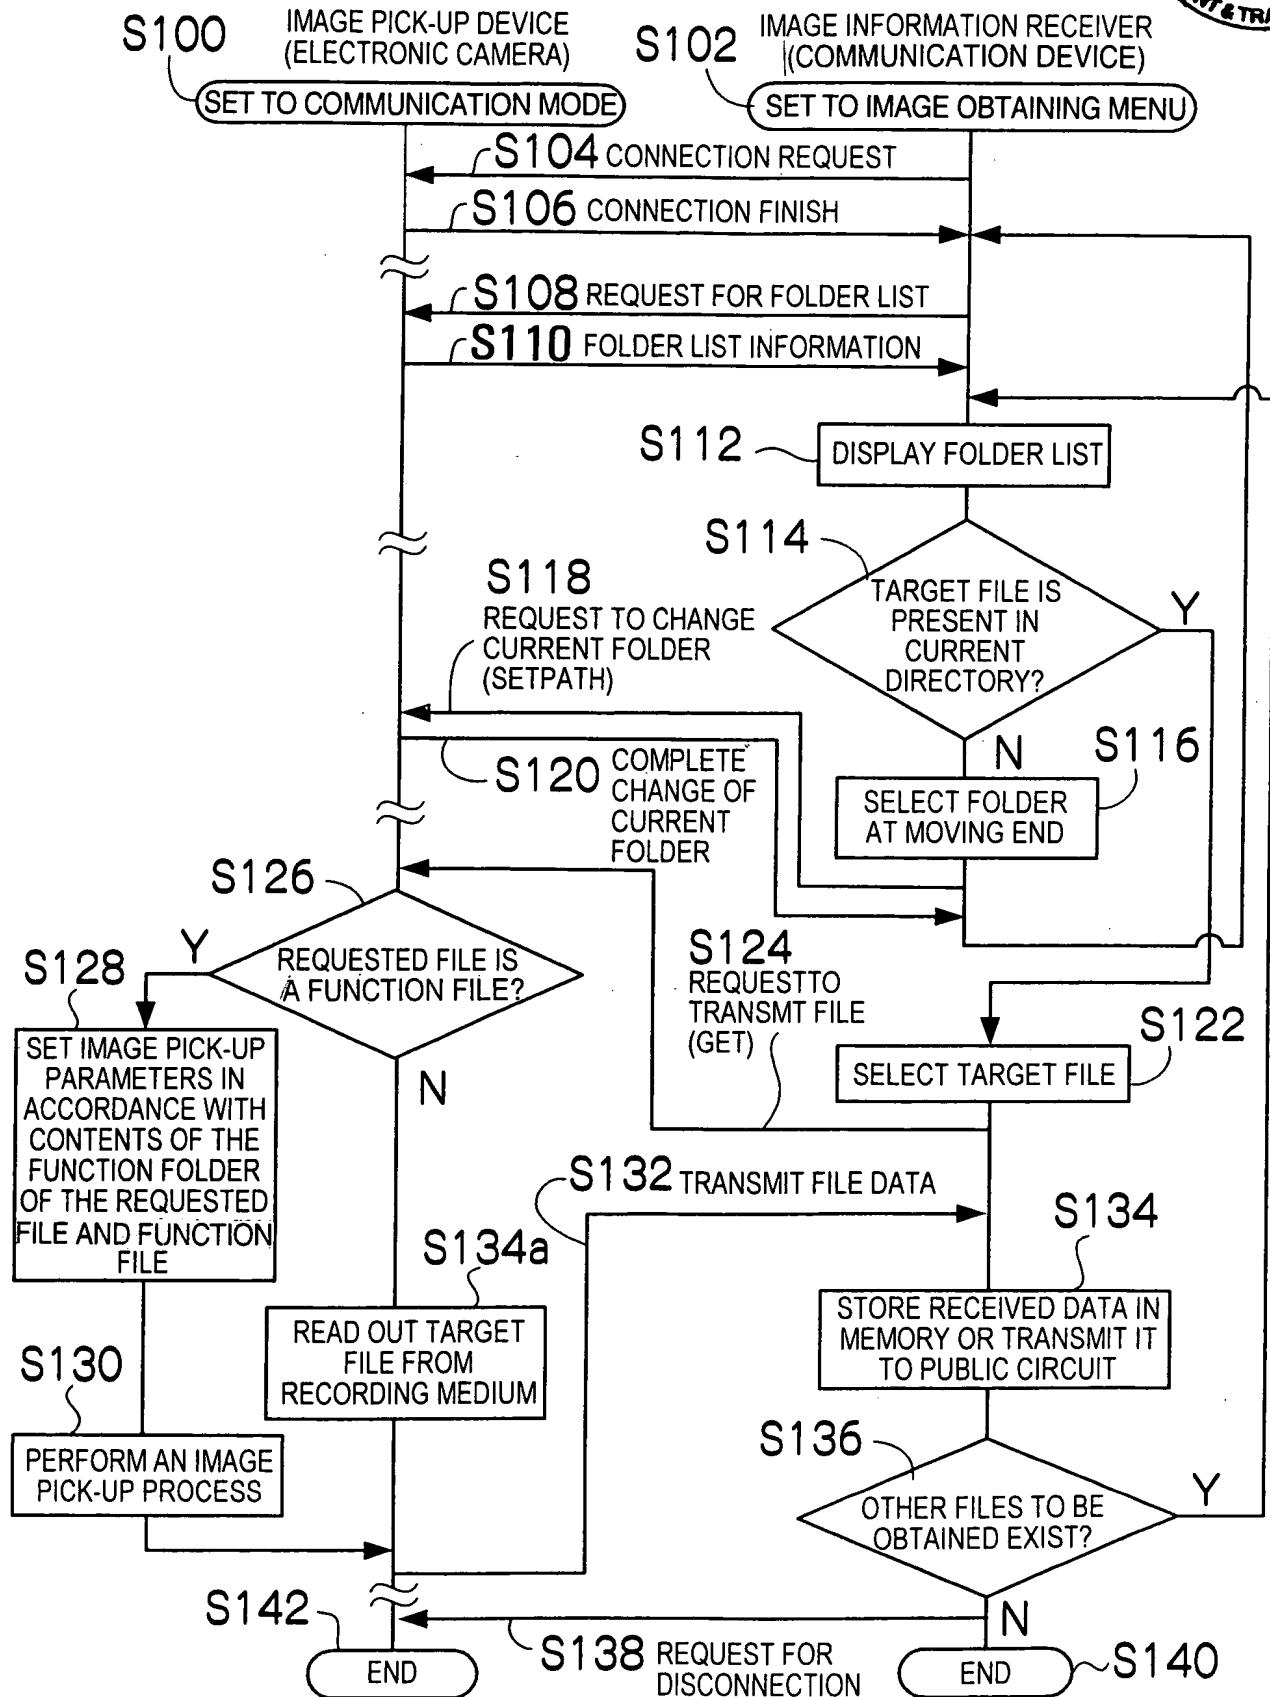 S100
IMAGE PICK-UP DEVICE
(ELECTRONIC CAMERA)
SET TO COMMUNICATION MODE
S102
IMAGE INFORMATION RECEIVER
(COMMUNICATION DEVICE)
SET TO IMAGE OBTAINING MENU
S104 CONNECTION REQUEST
S106 CONNECTION FINISH
S108 REQUEST FOR FOLDER LIST
S110 FOLDER LIST INFORMATION
S112
DISPLAY FOLDER LIST
S114
TARGET FILE IS
PRESENT IN
CURRENT
DIRECTORY?
Y
N
S118
REQUEST TO CHANGE
CURRENT FOLDER
(SETPATH)
S116
SELECT FOLDER
AT MOVING END
S120 COMPLETE
CHANGE OF
CURRENT
FOLDER
S126
REQUESTED FILE IS
A FUNCTION FILE?
Y
N
S124
REQUESTTO
TRANSMT FILE
(GET)
S122
SELECT TARGET FILE
S128
SET IMAGE PICK-UP
PARAMETERS IN
ACCORDANCE WITH
CONTENTS OF THE
FUNCTION FOLDER
OF THE REQUESTED
FILE AND FUNCTION
FILE
S132 TRANSMIT FILE DATA
S134a
READ OUT TARGET
FILE FROM
RECORDING MEDIUM
S134
STORE RECEIVED DATA IN
MEMORY OR TRANSMIT IT
TO PUBLIC CIRCUIT
S130
PERFORM AN IMAGE
PICK-UP PROCESS
S136
OTHER FILES TO BE
OBTAINED EXIST?
Y
N
S142
END
S138 REQUEST FOR
DISCONNECTION
END
S140